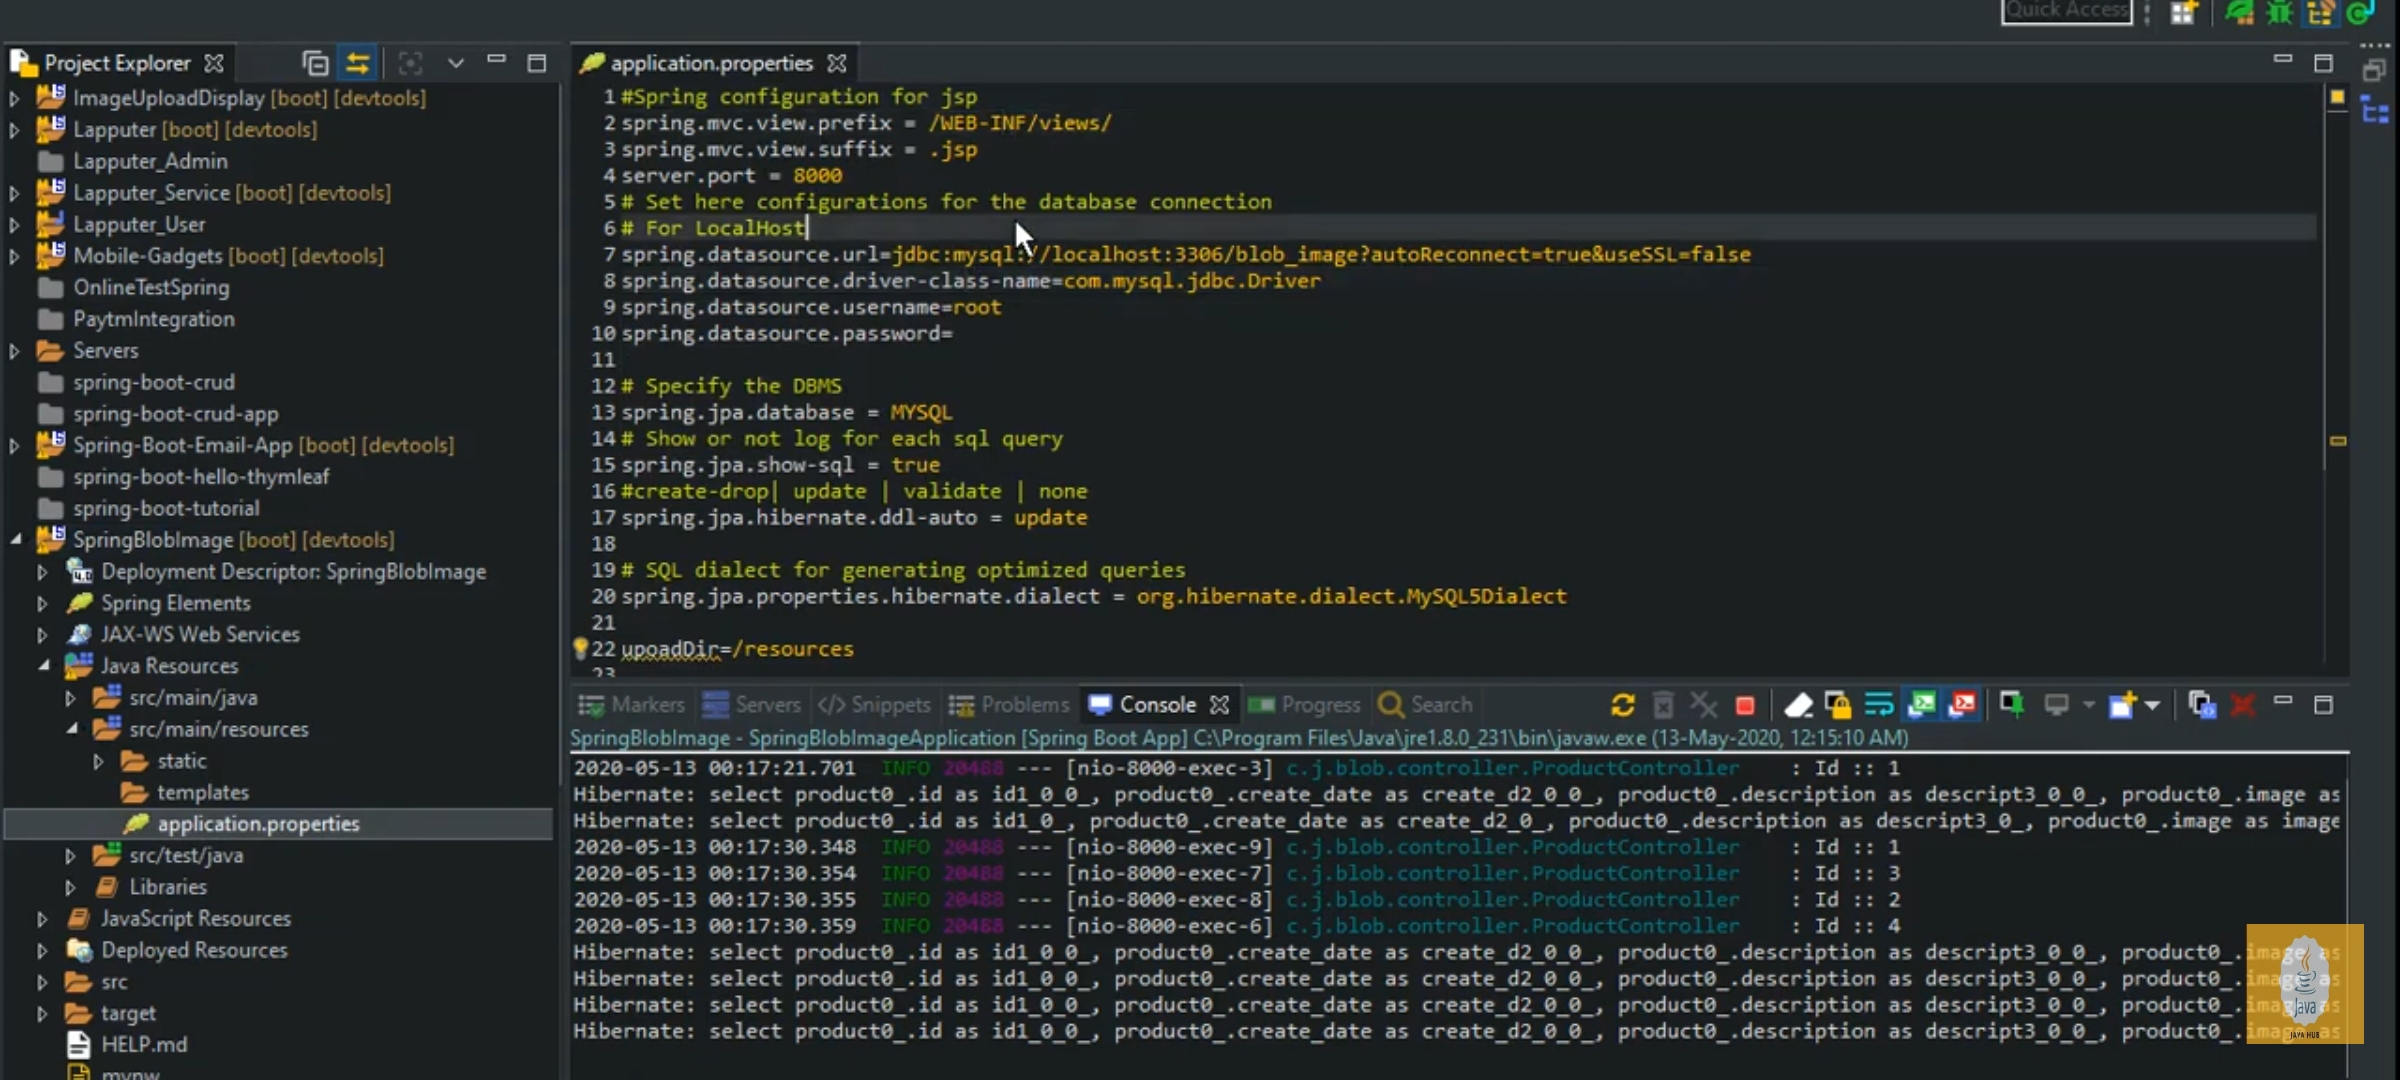 Quick Access
Project Explorer
ImageUploadDisplay [boot] [devtools]
Lapputer [boot] [devtools]
Lapputer_Admin
Lapputer_Service [boot] [devtools]
Lapputer_User
Mobile-Gadgets [boot] [devtools]
OnlineTestSpring
PaytmIntegration
Servers
spring-boot-crud
spring-boot-crud-app
Spring-Boot-Email-App [boot] [devtools]
spring-boot-hello-thymleaf
spring-boot-tutorial
SpringBlobImage [boot] [devtools]
Deployment Descriptor: SpringBlobImage
Spring Elements
JAX-WS Web Services
Java Resources
src/main/java
src/main/resources
static
templates
application.properties
src/test/java
Libraries
JavaScript Resources
Deployed Resources
src
target
HELP.md
mvnw
application.properties
1 #Spring configuration for jsp
2 spring.mvc.view.prefix = /WEB-INF/views/
3 spring.mvc.view.suffix = .jsp
4 server.port = 8000
5 # Set here configurations for the database connection
6 # For LocalHost
7 spring.datasource.url=jdbc:mysql://localhost:3306/blob_image?autoReconnect=true&useSSL=false
8 spring.datasource.driver-class-name=com.mysql.jdbc.Driver
9 spring.datasource.username=root
10 spring.datasource.password=
11
12 # Specify the DBMS
13 spring.jpa.database = MYSQL
14 # Show or not log for each sql query
15 spring.jpa.show-sql = true
16 #create-drop| update | validate | none
17 spring.jpa.hibernate.ddl-auto = update
18
19 # SQL dialect for generating optimized queries
20 spring.jpa.properties.hibernate.dialect = org.hibernate.dialect.MySQL5Dialect
21
22 upoadDir=/resources
23
Markers Servers </> Snippets Problems Console Progress Search
SpringBlobImage - SpringBlobImageApplication [Spring Boot App] C:\Program Files\Java\jre1.8.0_231\bin\javaw.exe (13-May-2020, 12:15:10 AM)
2020-05-13 00:17:21.701 INFO 20488 --- [nio-8000-exec-3] c.j.blob.controller.ProductController : Id :: 1
Hibernate: select product0_.id as id1_0_0_, product0_.create_date as create_d2_0_0_, product0_.description as descript3_0_0_, product0_.image as
Hibernate: select product0_.id as id1_0_, product0_.create_date as create_d2_0_, product0_.description as descript3_0_, product0_.image as image
2020-05-13 00:17:30.348 INFO 20488 --- [nio-8000-exec-9] c.j.blob.controller.ProductController : Id :: 1
2020-05-13 00:17:30.354 INFO 20488 --- [nio-8000-exec-7] c.j.blob.controller.ProductController : Id :: 3
2020-05-13 00:17:30.355 INFO 20488 --- [nio-8000-exec-8] c.j.blob.controller.ProductController : Id :: 2
2020-05-13 00:17:30.359 INFO 20488 --- [nio-8000-exec-6] c.j.blob.controller.ProductController : Id :: 4
Hibernate: select product0_.id as id1_0_0_, product0_.create_date as create_d2_0_0_, product0_.description as descript3_0_0_, product0_.image as
Hibernate: select product0_.id as id1_0_0_, product0_.create_date as create_d2_0_0_, product0_.description as descript3_0_0_, product0_.image as
Hibernate: select product0_.id as id1_0_0_, product0_.create_date as create_d2_0_0_, product0_.description as descript3_0_0_, product0_.image as
Hibernate: select product0_.id as id1_0_0_, product0_.create_date as create_d2_0_0_, product0_.description as descript3_0_0_, product0_.image as
Java
JAVA HUB